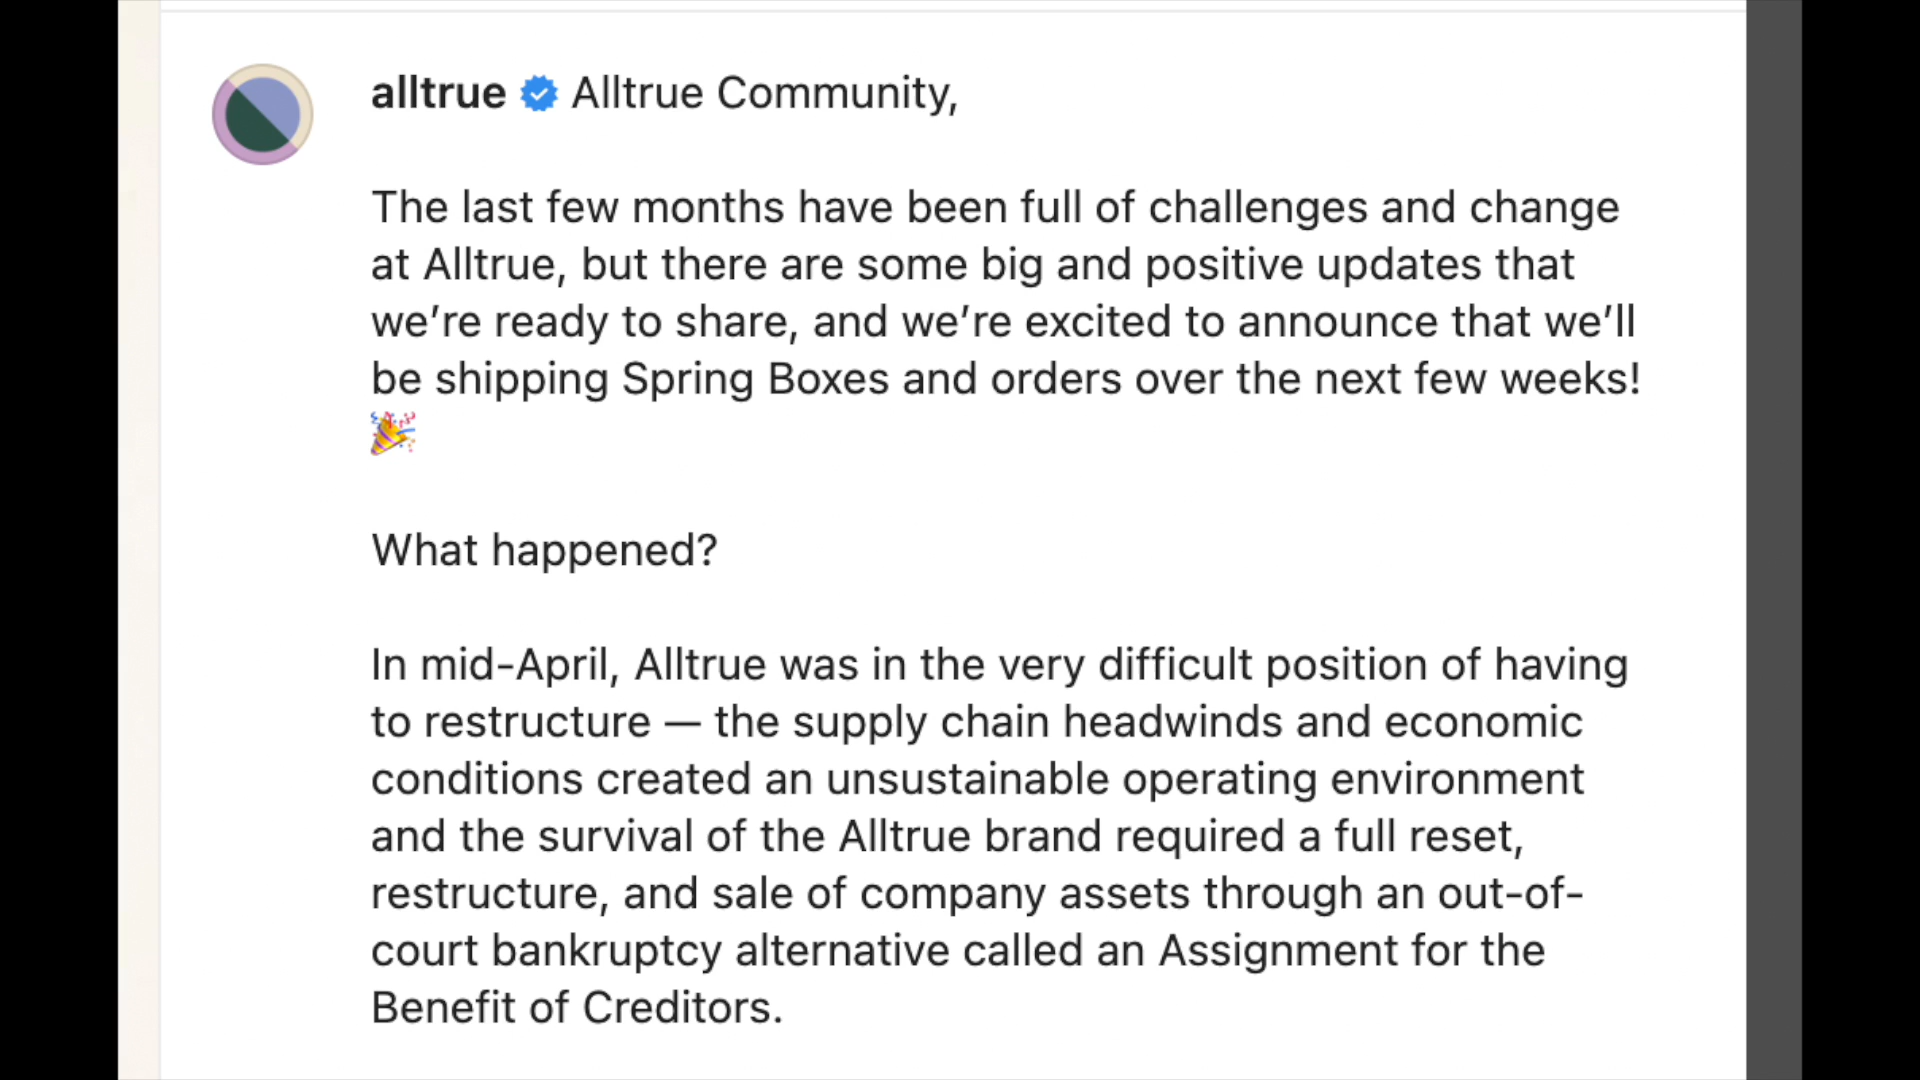 alltrue Alltrue Community,
The last few months have been full of challenges and change
at Alltrue, but there are some big and positive updates that
we’re ready to share, and we’re excited to announce that we’ll
be shipping Spring Boxes and orders over the next few weeks!
🎉
What happened?
In mid-April, Alltrue was in the very difficult position of having
to restructure — the supply chain headwinds and economic
conditions created an unsustainable operating environment
and the survival of the Alltrue brand required a full reset,
restructure, and sale of company assets through an out-of-
court bankruptcy alternative called an Assignment for the
Benefit of Creditors.